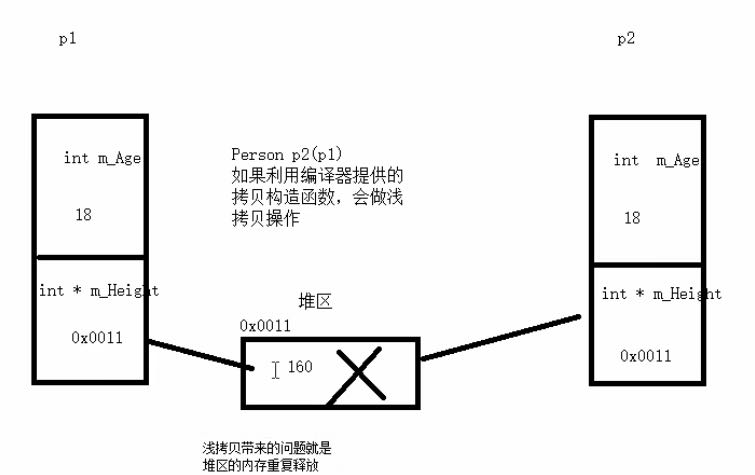 p1
p2
int m_Age
18
int * m_Height
0x0011
Person p2(p1)
如果利用编译器提供的
拷贝构造函数，会做浅
拷贝操作
int m_Age
18
int * m_Height
0x0011
堆区
0x0011
160
浅拷贝带来的问题就是
堆区的内存重复释放